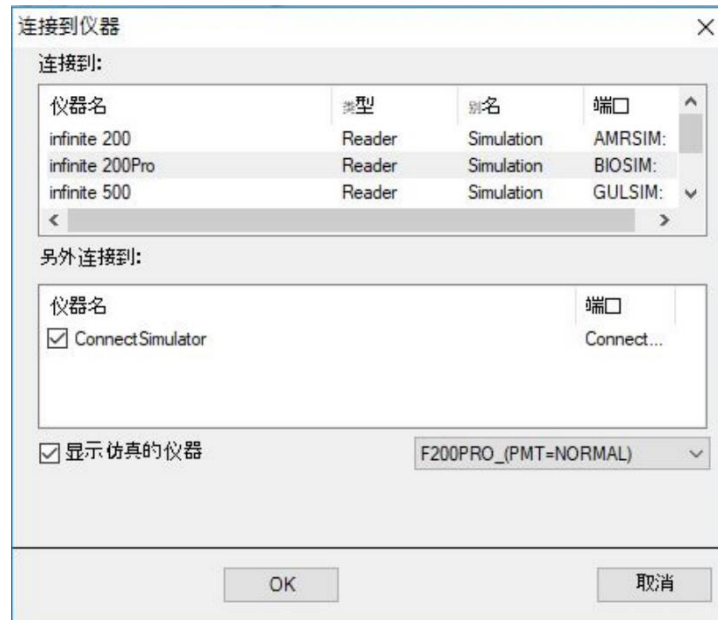 连接到仪器
连接到:
仪器名 类型 别名 端口
infinite 200 Reader Simulation AMRSIM:
infinite 200Pro Reader Simulation BIOSIM:
infinite 500 Reader Simulation GULSIM:
另外连接到:
仪器名 端口
ConnectSimulator Connect...
显示仿真的仪器 F200PRO_(PMT=NORMAL)
OK 取消